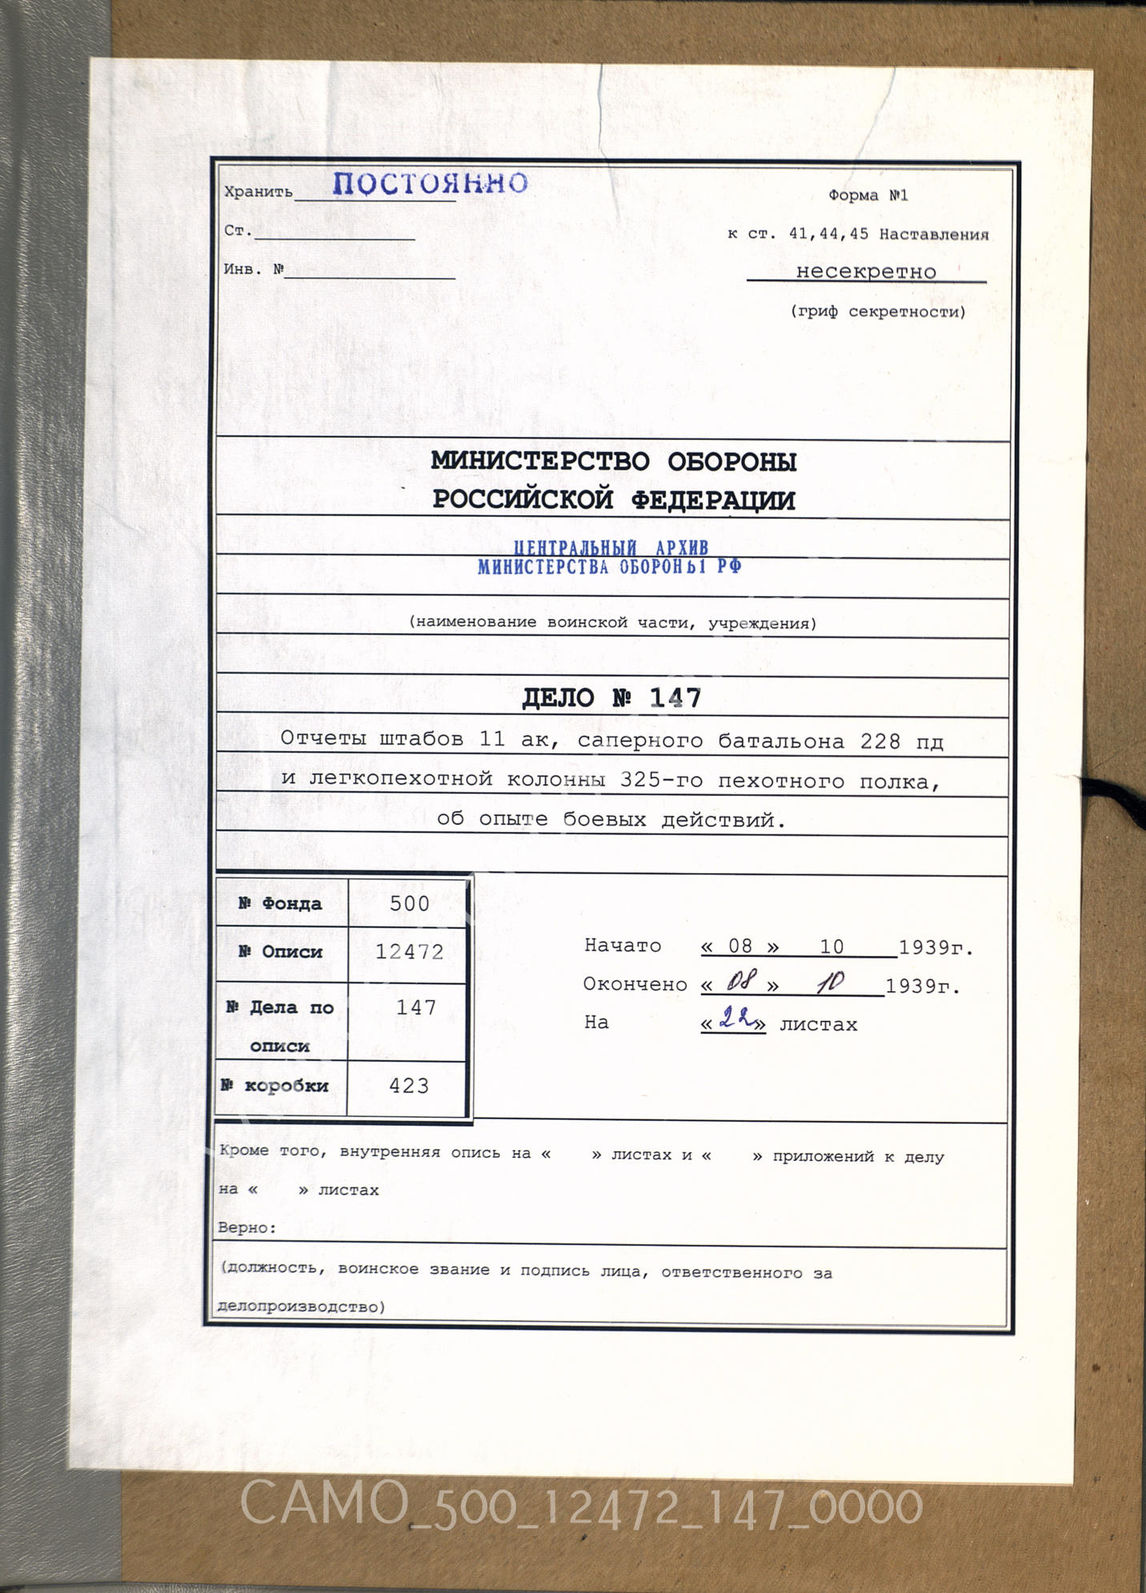 Хранить ПОСТОЯННО
Форма №1
Ст.
к ст. 41,44,45 Наставления
Инв. №
несекретно
(гриф секретности)
МИНИСТЕРСТВО ОБОРОНЫ
РОССИЙСКОЙ ФЕДЕРАЦИИ
ЦЕНТРАЛЬНЫЙ АРХИВ
МИНИСТЕРСТВА ОБОРОНЫ РФ
(наименование воинской части, учреждения)
ДЕЛО № 147
Отчеты штабов 11 ак, саперного батальона 228 пд
и легкопехотной колонны 325-го пехотного полка,
об опыте боевых действий.
№ Фонда 500
№ Описи 12472
№ Дела по описи 147
№ коробки 423
Начато « 08 » 10 1939г.
Окончено « 08 » 10 1939г.
На «22» листах
Кроме того, внутренняя опись на « » листах и « » приложений к делу
на « » листах
Верно:
(должность, воинское звание и подпись лица, ответственного за
делопроизводство)
CAMO_500_12472_147_0000